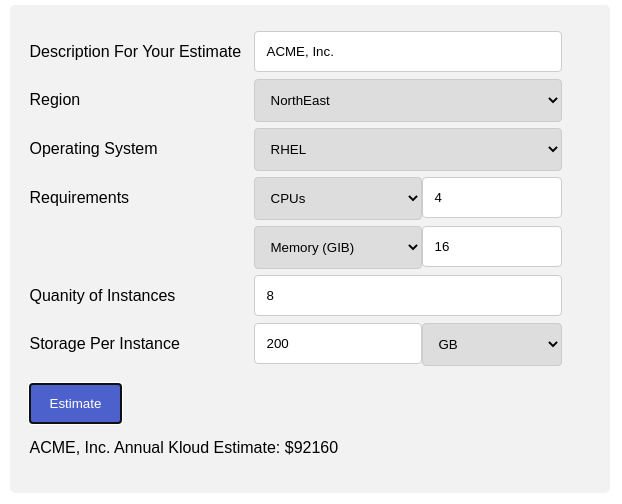 Description For Your Estimate ACME, Inc.
Region NorthEast
Operating System RHEL
Requirements CPUs 4
Memory (GIB) 16
Quanity of Instances 8
Storage Per Instance 200 GB
Estimate
ACME, Inc. Annual Kloud Estimate: $92160